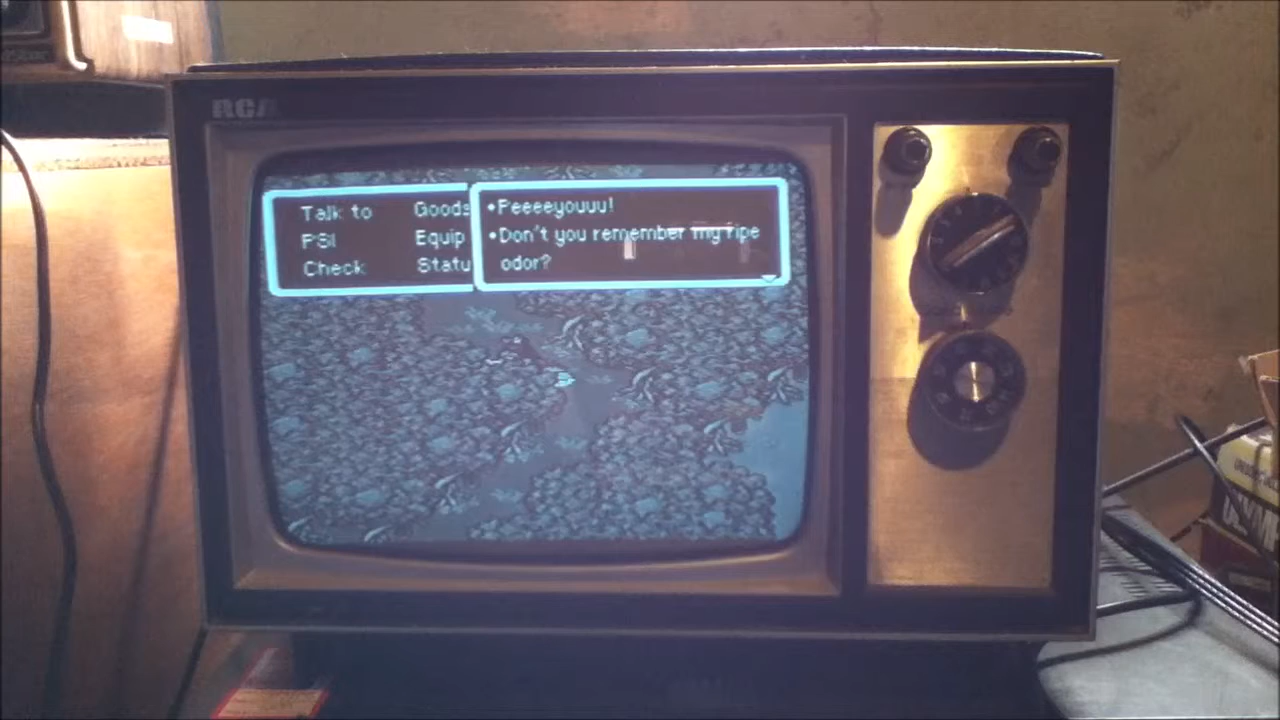 RCA
Talk to Goods
PSI Equip
Check Statu
•Peeeeyouuu!
•Don't you remember my ripe
odor?